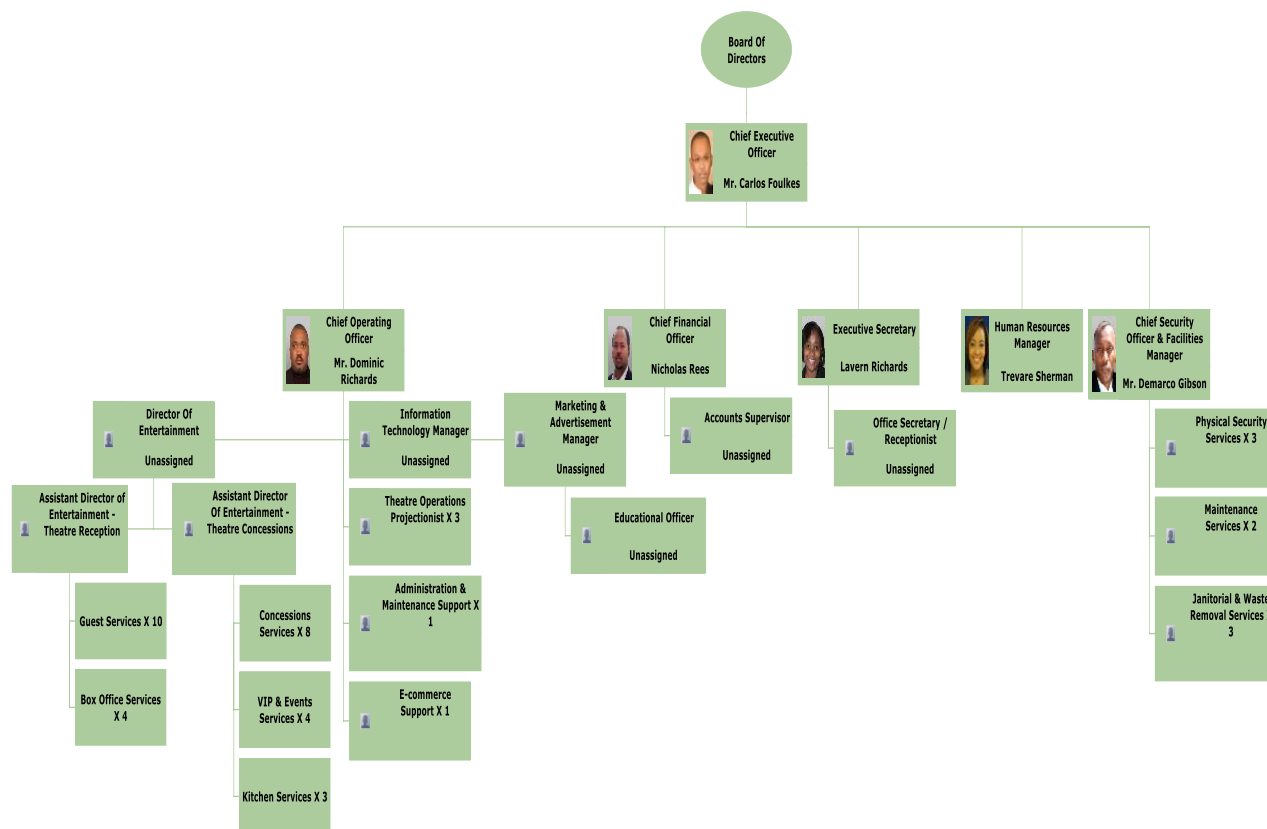 Board Of
Directors
Chief Executive
Officer
Mr. Carlos Foulkes
Chief Operating
Officer
Mr. Dominic
Richards
Chief Financial
Officer
Nicholas Rees
Executive Secretary
Lavern Richards
Human Resources
Manager
Trevare Sherman
Chief Security
Officer & Facilities
Manager
Mr. Demarco Gibson
Director Of
Entertainment
Unassigned
Information
Technology Manager
Unassigned
Marketing &
Advertisement
Manager
Unassigned
Accounts Supervisor
Unassigned
Office Secretary /
Receptionist
Unassigned
Physical Security
Services X 3
Assistant Director of
Entertainment -
Theatre Reception
Assistant Director
Of Entertainment -
Theatre Concessions
Theatre Operations
Projectionist X 3
Educational Officer
Unassigned
Maintenance
Services X 2
Guest Services X 10
Concessions
Services X 8
Administration &
Maintenance Support X
1
Janitorial & Waste
Removal Services
3
Box Office Services
X 4
VIP & Events
Services X 4
E-commerce
Support X 1
Kitchen Services X 3